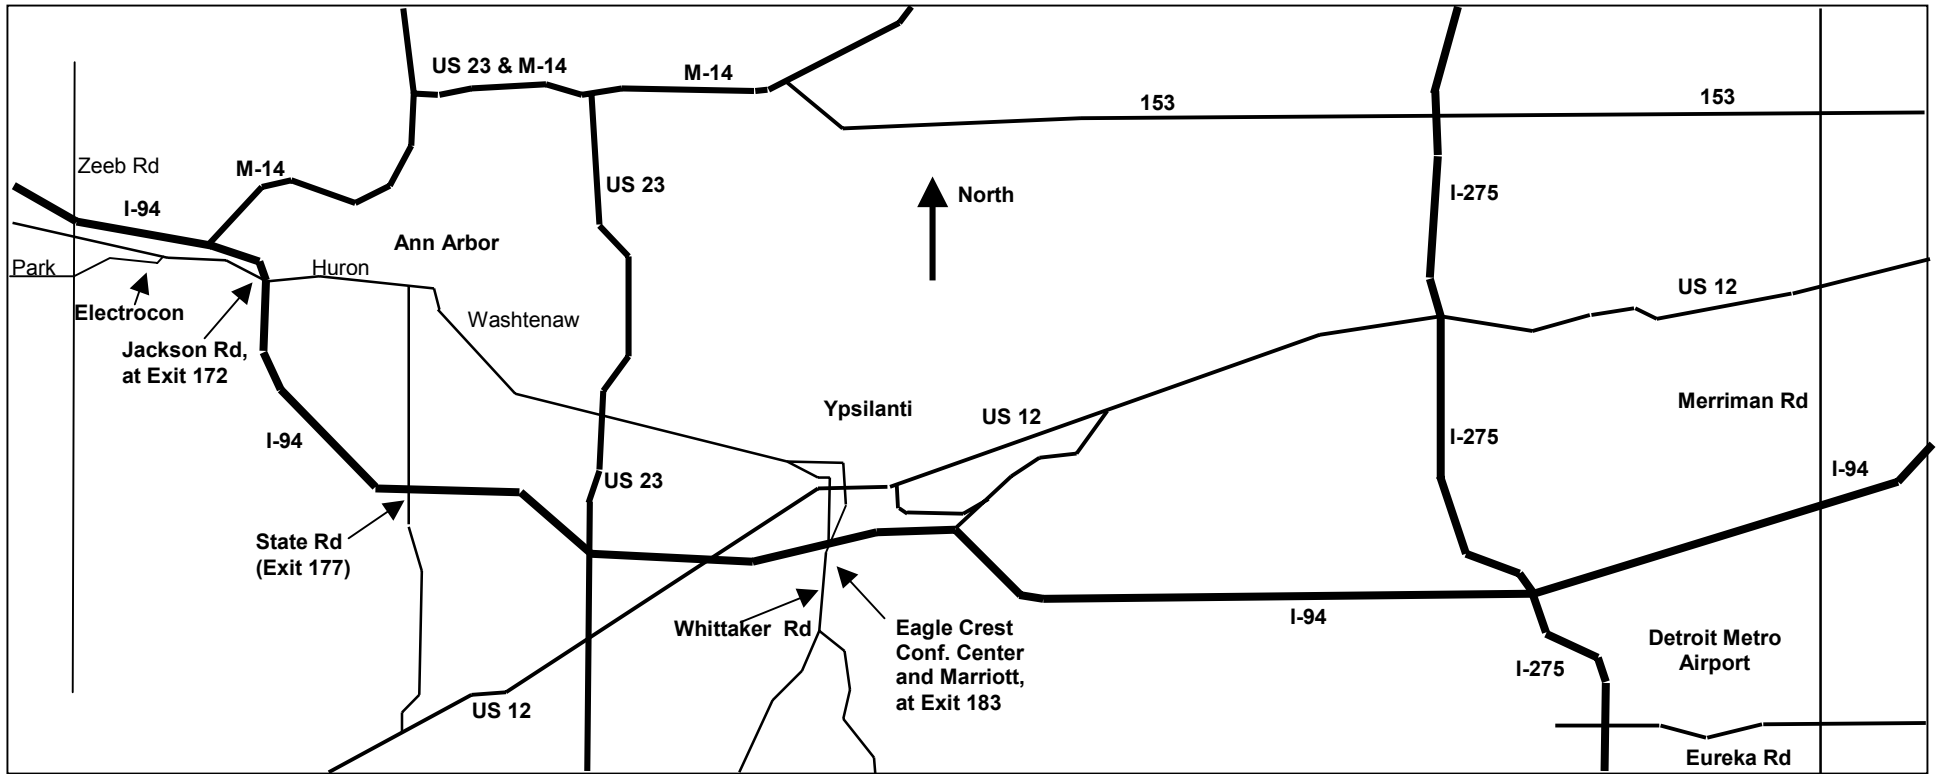 US 23 & M-14
M-14
153
153
Zeeb Rd
M-14
US 23
I-275
North
I-94
Ann Arbor
Park
Huron
US 12
Electrocon
Washtenaw
Jackson Rd,
at Exit 172
Ypsilanti
US 12
Merriman Rd
I-94
I-275
I-94
US 23
State Rd
(Exit 177)
Whittaker Rd
Eagle Crest
Conf. Center
and Marriott,
at Exit 183
I-94
Detroit Metro
Airport
I-275
US 12
Eureka Rd